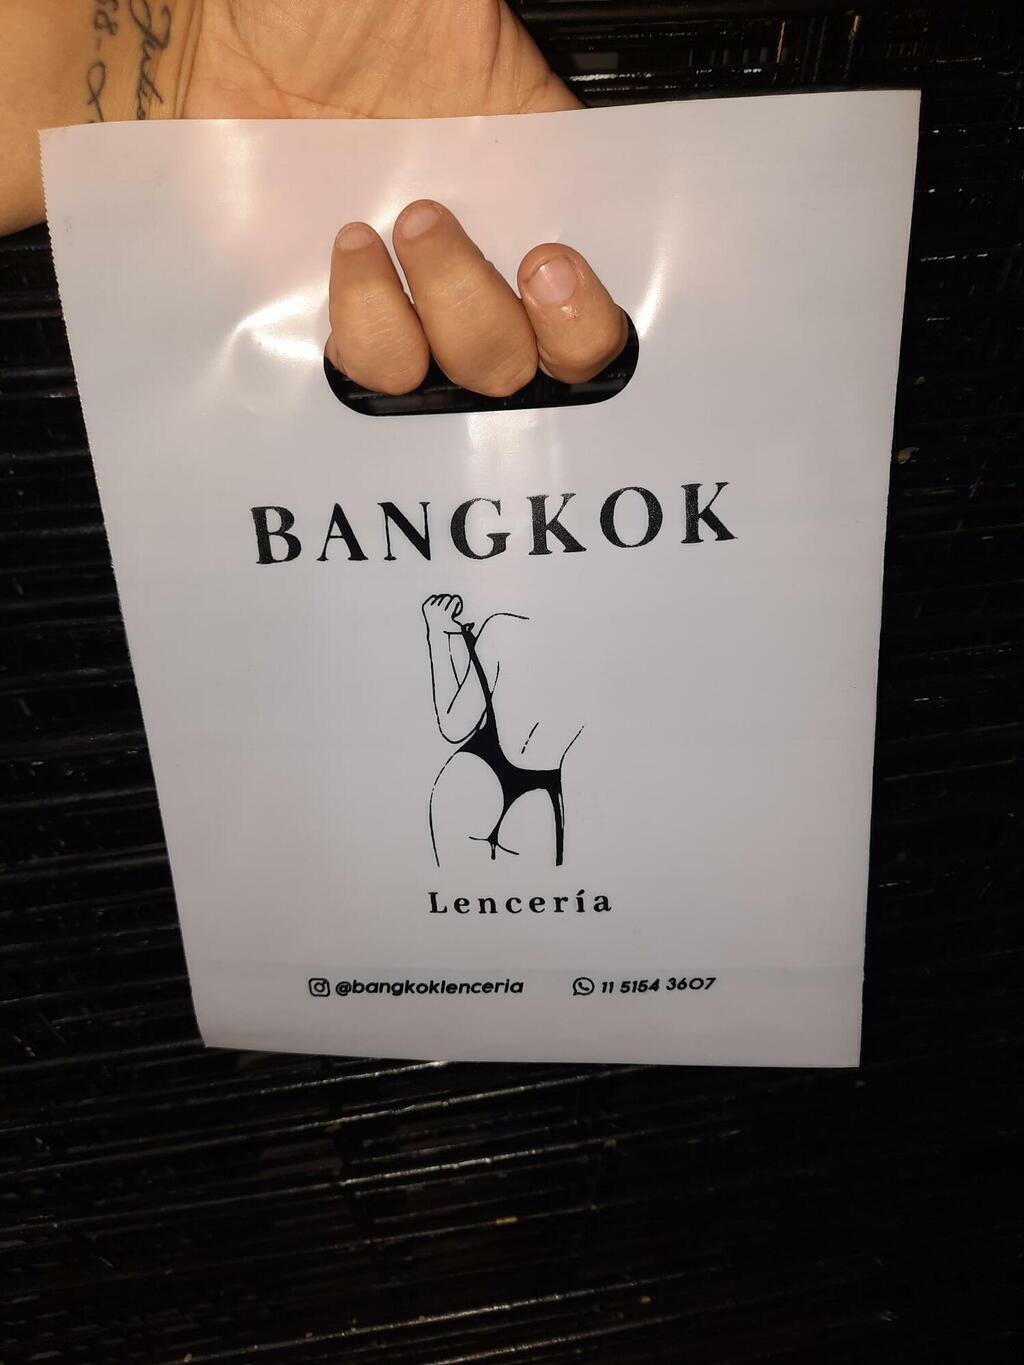 BANGKOK
Lencería
@bangkoklenceria
11 5154 3607